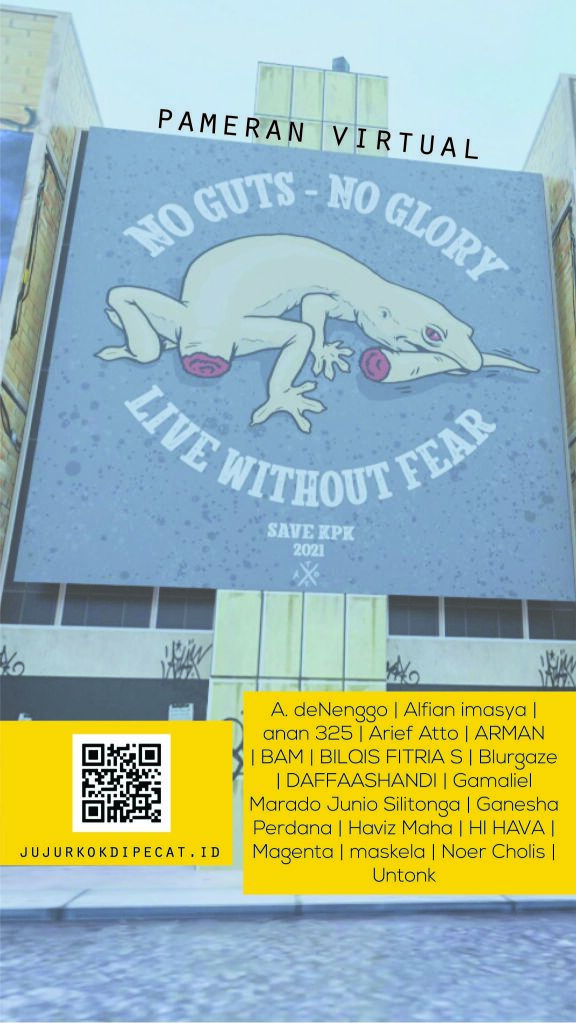 PAMERAN VIRTUAL
NO GUTS - NO GLORY
LIVE WITHOUT FEAR
SAVE KPK
2021
A D
JUJURKOKDIPECAT.ID
A. deNenggo | Alfian imasya |
anan 325 | Arief Atto | ARMAN
| BAM | BILQIS FITRIA S | Blurgaze
| DAFFAASHANDI | Gamaliel
Marado Junio Silitonga | Ganesha
Perdana | Haviz Maha | HI HAVA |
Magenta | maskela | Noer Cholis |
Untonk